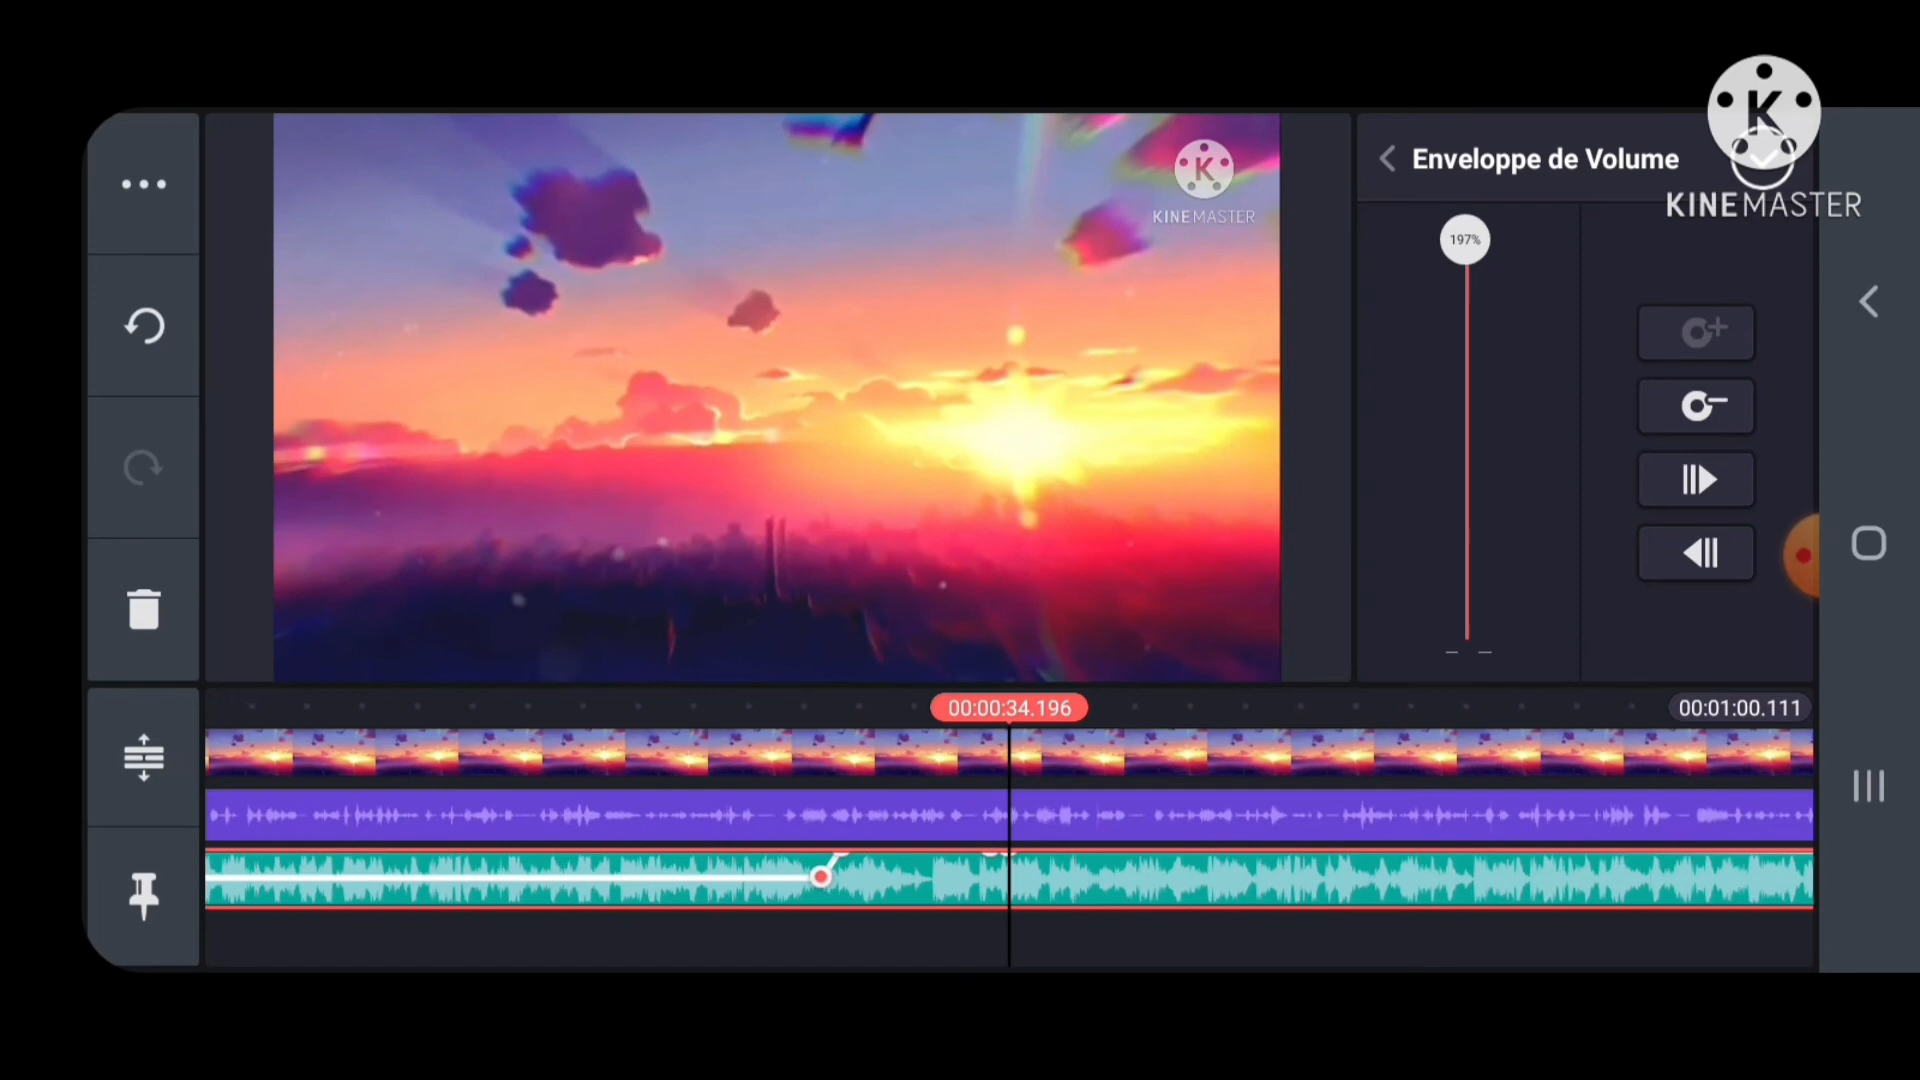 K
KINEMASTER
Enveloppe de Volume
K
KINEMASTER
197%
00:00:34.196
00:01:00.111